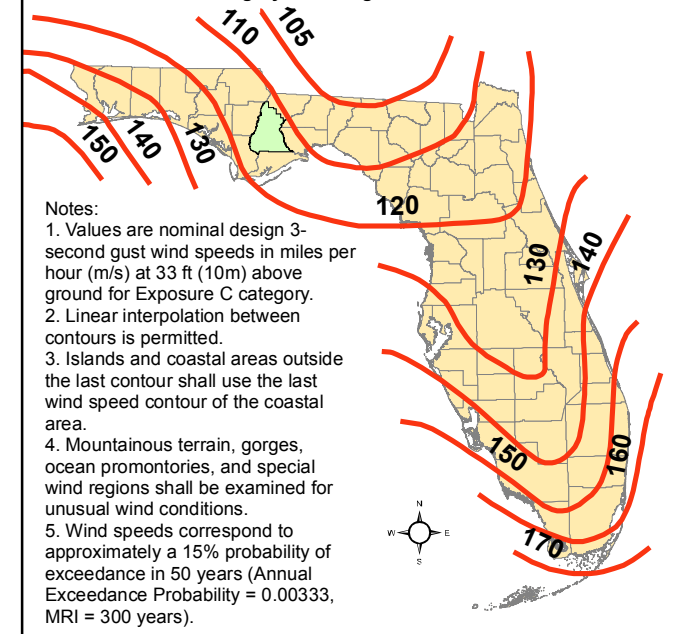 110
105
150
140
130
120
130
140
Notes:
1. Values are nominal design 3-
second gust wind speeds in miles per
hour (m/s) at 33 ft (10m) above
ground for Exposure C category.
2. Linear interpolation between
contours is permitted.
3. Islands and coastal areas outside
the last contour shall use the last
wind speed contour of the coastal
area.
4. Mountainous terrain, gorges,
ocean promontories, and special
wind regions shall be examined for
unusual wind conditions.
5. Wind speeds correspond to
approximately a 15% probability of
exceedance in 50 years (Annual
Exceedance Probability = 0.00333,
MRI = 300 years).
150
160
170
N
W E
S